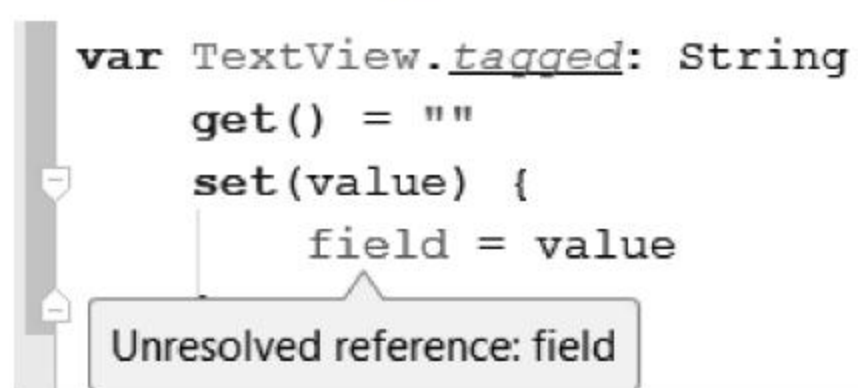 var TextView.tagged: String
get() = ""
set(value) {
field = value
Unresolved reference: field